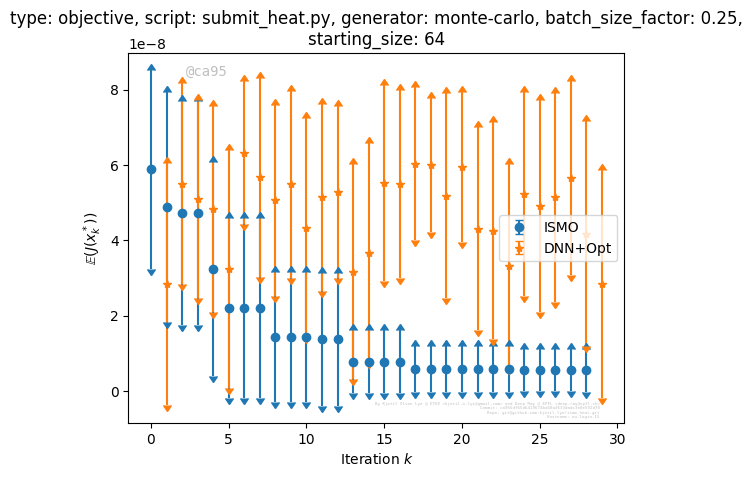 type: objective, script: submit_heat.py, generator: monte-carlo, batch_size_factor: 0.25,
starting_size: 64
1e−8
@ca95
8
6
4
2
0
𝔼(J(x*_k))
ISMO
DNN+Opt
0
5
10
15
20
25
30
Iteration k